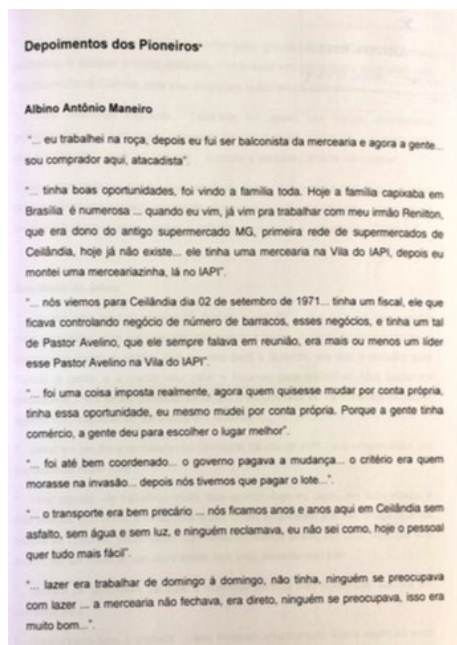 Depoimentos dos Pioneiros*
Albino Antônio Maneiro
"... eu trabalhei na roça, depois eu fui ser balconista da mercearia e agora a gente...
sou comprador aqui, atacadista".
"... tinha boas oportunidades, foi vindo a família toda. Hoje a família capixaba em
Brasília é numerosa ... quando eu vim, já vim pra trabalhar com meu irmão Renilton,
que era dono do antigo supermercado MG, primeira rede de supermercados de
Ceilândia, hoje já não existe... ele tinha uma mercearia na Vila do IAPI, depois eu
montei uma merceariazinha, lá no IAPI".
"... nós viemos para Ceilândia dia 02 de setembro de 1971... tinha um fiscal, ele que
ficava controlando negócio de número de barracos, esses negócios, e tinha um tal
de Pastor Avelino, que ele sempre falava em reunião, era mais ou menos um líder
esse Pastor Avelino na Vila do IAPI".
"... foi uma coisa imposta realmente, agora quem quisesse mudar por conta própria,
tinha essa oportunidade, eu mesmo mudei por conta própria. Porque a gente tinha
comércio, a gente deu para escolher o lugar melhor".
"... foi até bem coordenado... o governo pagava a mudança... o critério era quem
morasse na invasão... depois nós tivemos que pagar o lote...".
"... o transporte era bem precário ... nós ficamos anos e anos aqui em Ceilândia sem
asfalto, sem água e sem luz, e ninguém reclamava, eu não sei como, hoje o pessoal
quer tudo mais fácil".
"... lazer era trabalhar de domingo à domingo, não tinha, ninguém se preocupava
com lazer ... a mercearia não fechava, era direto, ninguém se preocupava, isso era
muito bom...".